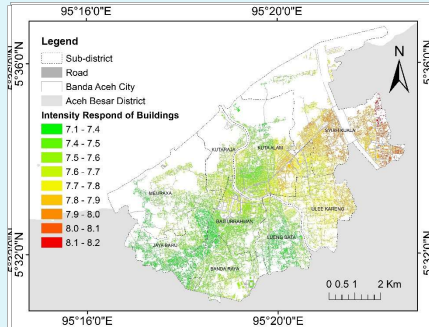 95°16'0"E 95°20'0"E
5°36'0"N
5°36'0"N
Legend
Sub-district
Road
Banda Aceh City
Aceh Besar District
Intensity Respond of Buildings
7.1 - 7.4
7.4 - 7.5
7.5 - 7.6
7.6 - 7.7
7.7 - 7.8
7.8 - 7.9
7.9 - 8.0
8.0 - 8.1
8.1 - 8.2
N
SYIAH KUALA
KUTARAJA
KUTA ALAM
MEURAXA
ULEE KARENG
BAITURRAHMAN
LUENG BATA
JAYA BARU
BANDA RAYA
5°32'0"N
5°32'0"N
0 0.5 1 2 Km
95°16'0"E 95°20'0"E